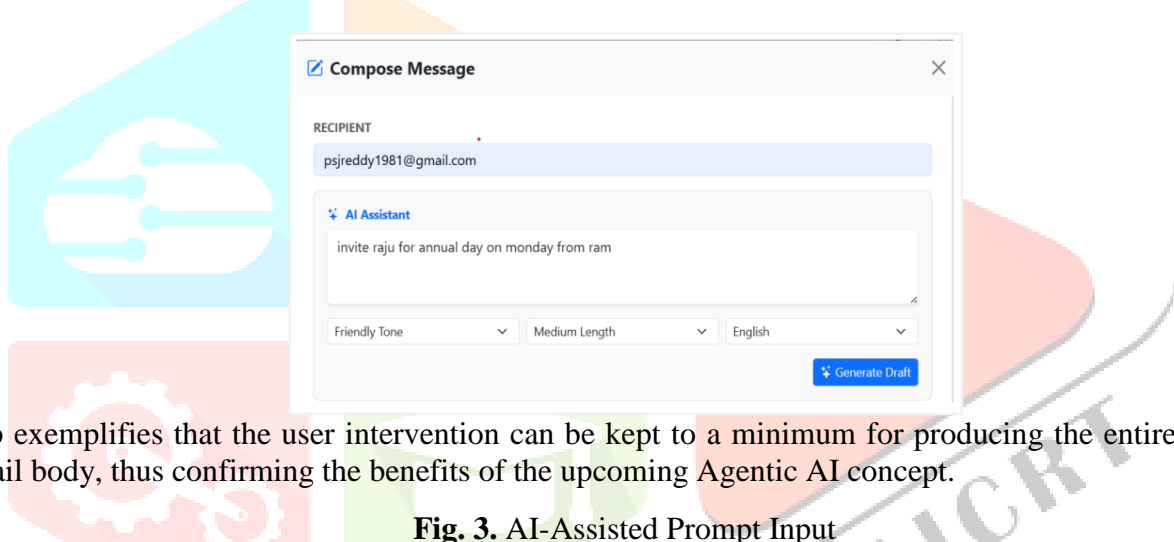 Compose Message
RECIPIENT
psjreddy1981@gmail.com
AI Assistant
invite raju for annual day on monday from ram
Friendly Tone Medium Length English
Generate Draft
exemplifies that the user intervention can be kept to a minimum for producing the entire
body, thus confirming the benefits of the upcoming Agentic AI concept.
Fig. 3. AI-Assisted Prompt Input